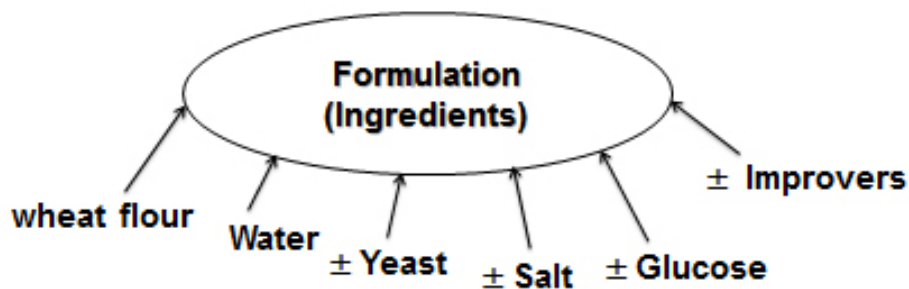 Formulation
(Ingredients)
wheat flour
Water
± Yeast
± Salt
± Glucose
± Improvers